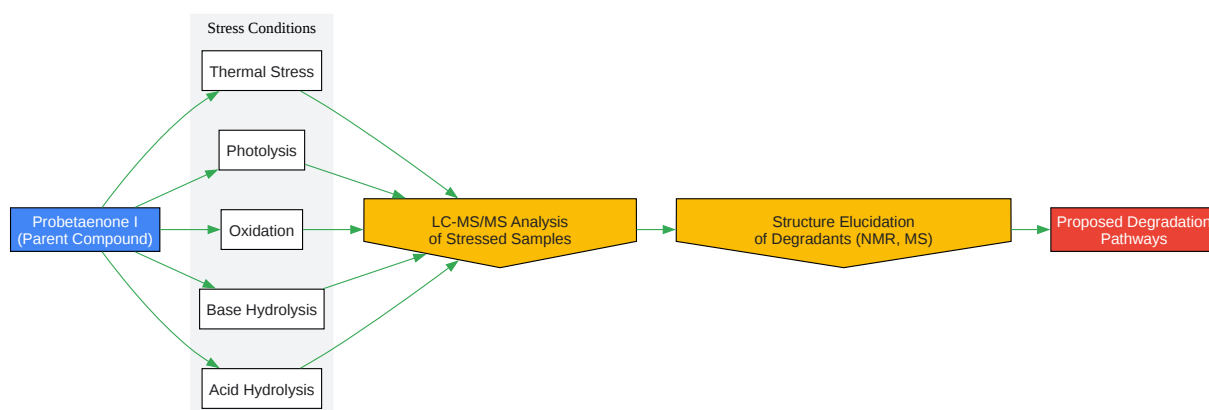 Stress Conditions
Thermal Stress
Photolysis
Oxidation
Base Hydrolysis
Acid Hydrolysis
Probetaenone I
(Parent Compound)
LC-MS/MS Analysis
of Stressed Samples
Structure Elucidation
of Degradants (NMR, MS)
Proposed Degradation
Pathways